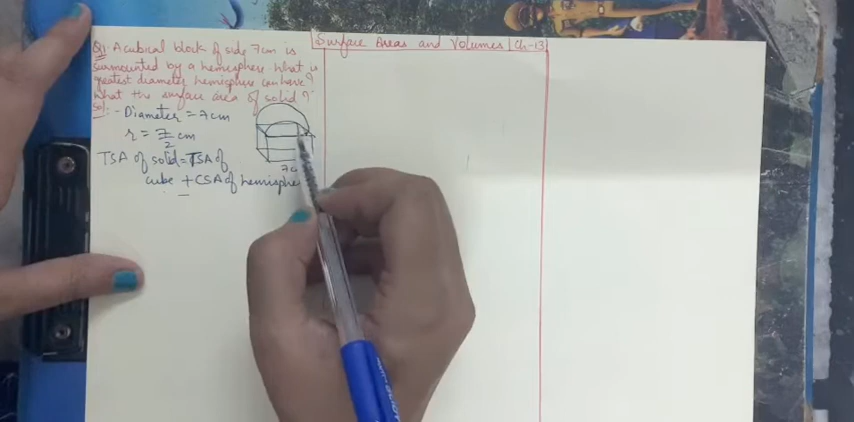 Surface Areas and Volumes | Ch-13
Q1. A cubical block of side 7cm is
surmounted by a hemisphere. What is
greatest diameter hemisphere can have?
What the surface area of solid?
Sol:- Diameter = 7cm
r = 7/2 cm
TSA of solid = TSA of
cube + CSA of hemisphe
7c